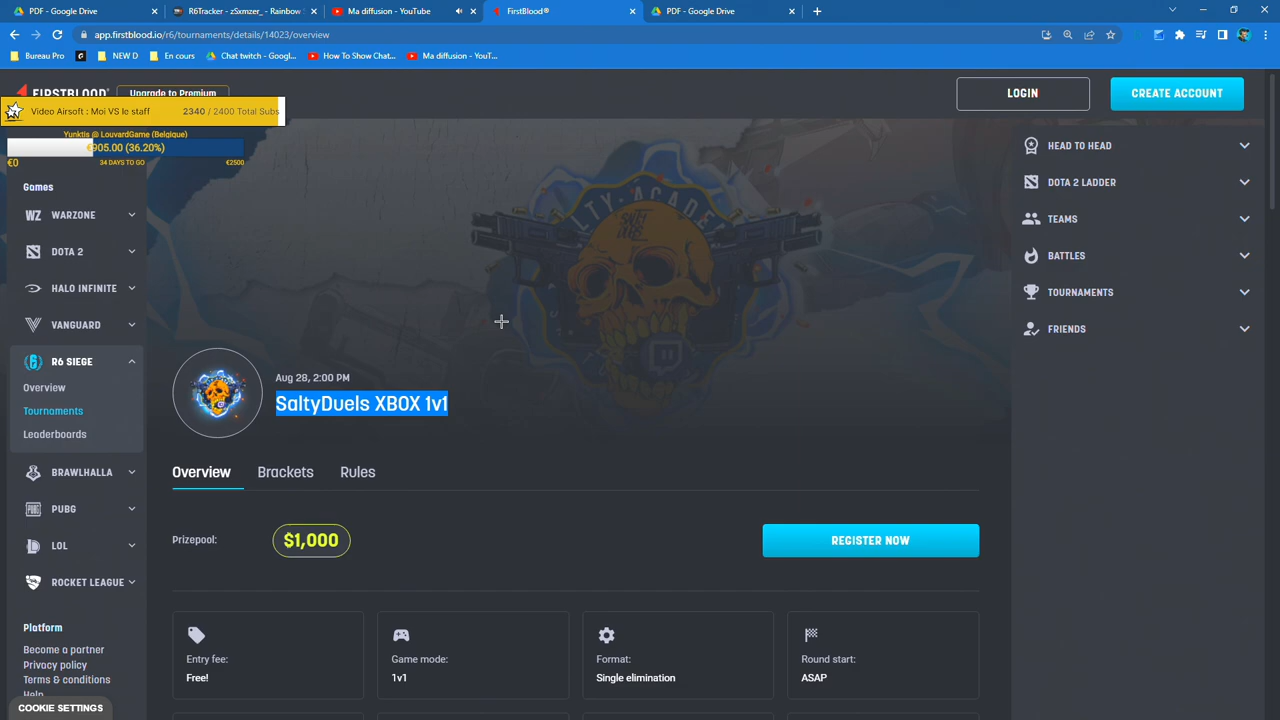 PDF - Google Drive
R6Tracker - zSxmzer_ - Rainbow
Ma diffusion - YouTube
FirstBlood®
PDF - Google Drive
app.firstblood.io/r6/tournaments/details/14023/overview
Bureau Pro
NEW D
En cours
Chat twitch - Googl...
How To Show Chat...
Ma diffusion - YouT...
FIRSTBLOOD®
Upgrade to Premium
LOGIN
CREATE ACCOUNT
Video Airsoft : Moi VS le staff 2340 / 2400 Total Subs
Yunktis @ LouvardGame (Belgique)
€905.00 (36.20%)
€0 34 DAYS TO GO €2500
Games
WARZONE
DOTA 2
HALO INFINITE
VANGUARD
R6 SIEGE
Overview
Tournaments
Leaderboards
BRAWLHALLA
PUBG
LOL
ROCKET LEAGUE
Platform
Become a partner
Privacy policy
Terms & conditions
Help
COOKIE SETTINGS
Aug 28, 2:00 PM
SaltyDuels XBOX 1v1
Overview
Brackets
Rules
Prizepool:
$1,000
REGISTER NOW
Entry fee:
Free!
Game mode:
1v1
Format:
Single elimination
Round start:
ASAP
HEAD TO HEAD
DOTA 2 LADDER
TEAMS
BATTLES
TOURNAMENTS
FRIENDS